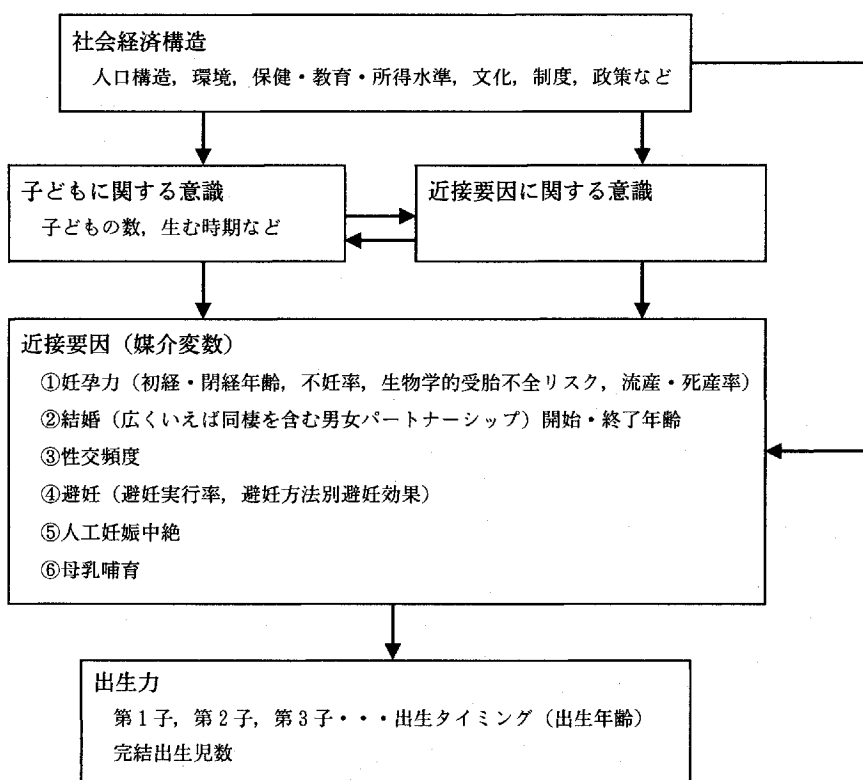 社会経済構造
人口構造，環境，保健・教育・所得水準，文化，制度，政策など
子どもに関する意識
子どもの数，生む時期など
近接要因に関する意識
近接要因（媒介変数）
①妊孕力（初経・閉経年齢，不妊率，生物学的受胎不全リスク，流産・死産率）
②結婚（広くいえば同棲を含む男女パートナーシップ）開始・終了年齢
③性交頻度
④避妊（避妊実行率，避妊方法別避妊効果）
⑤人工妊娠中絶
⑥母乳哺育
出生力
第1子，第2子，第3子・・・出生タイミング（出生年齢）
完結出生児数